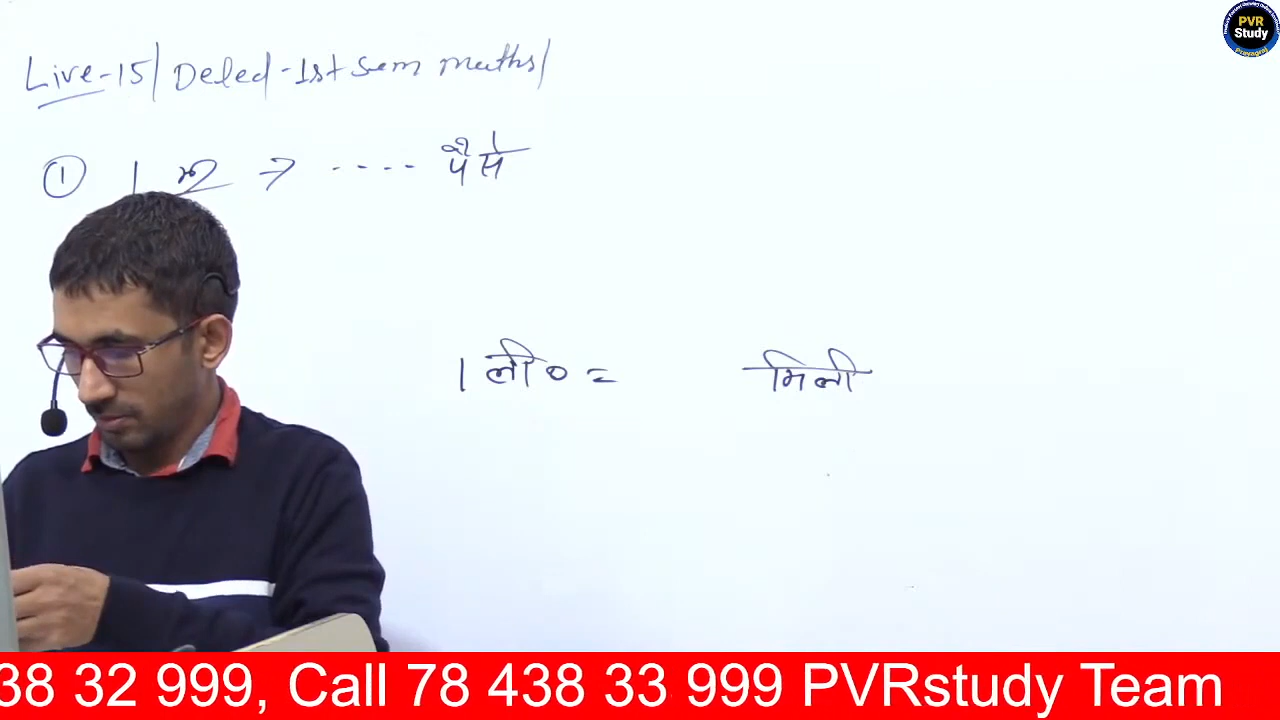 Live-15/ Deled-1st sem maths/
① 1 रू → .... पैसे
1 ली० = मिली
PVR
Study
Prayagraj
38 32 999, Call 78 438 33 999 PVRstudy Team